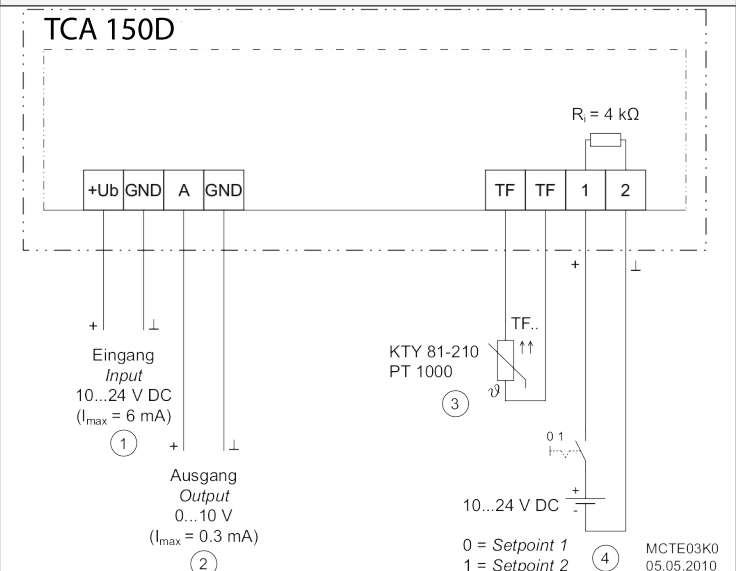 TCA 150D
Rᵢ = 4 kΩ
+Ub GND A GND TF TF 1 2
+ ⊥
+ ⊥
Eingang
Input
10...24 V DC
(Imax = 6 mA)
1
+ ⊥
Ausgang
Output
0...10 V
(Imax = 0.3 mA)
2
TF..
KTY 81-210
PT 1000
↑↑
ϑ
3
0 1
+
10...24 V DC
-
0 = Setpoint 1
1 = Setpoint 2
4
MCTE03K0
05.05.2010